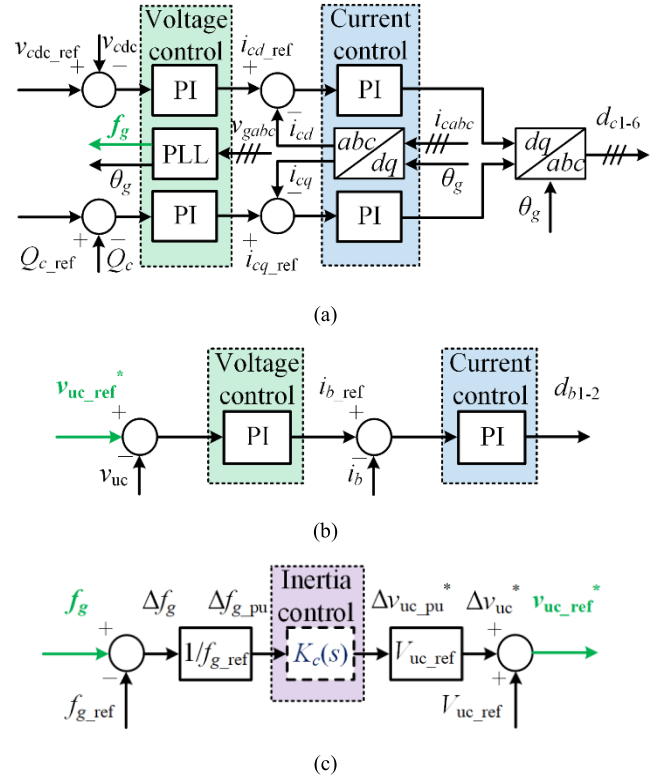 Voltage control
Current control
v_cdc_ref
v_cdc
+
−
PI
i_cd_ref
+
−
PI
f_g
PLL
v_gabc
i_cd
abc
dq
i_cabc
dq
abc
d_c1-6
θ_g
i_cq
θ_g
θ_g
Q_c_ref
+
−
Q_c
PI
+
−
i_cq_ref
PI
(a)
Voltage control
Current control
v_uc_ref*
+
−
v_uc
PI
i_b_ref
+
−
i_b
PI
d_b1-2
(b)
Inertia control
f_g
+
−
f_g_ref
Δf_g
1/f_g_ref
Δf_g_pu
K_c(s)
Δv_uc_pu*
V_uc_ref
Δv_uc*
+
+
V_uc_ref
v_uc_ref*
(c)